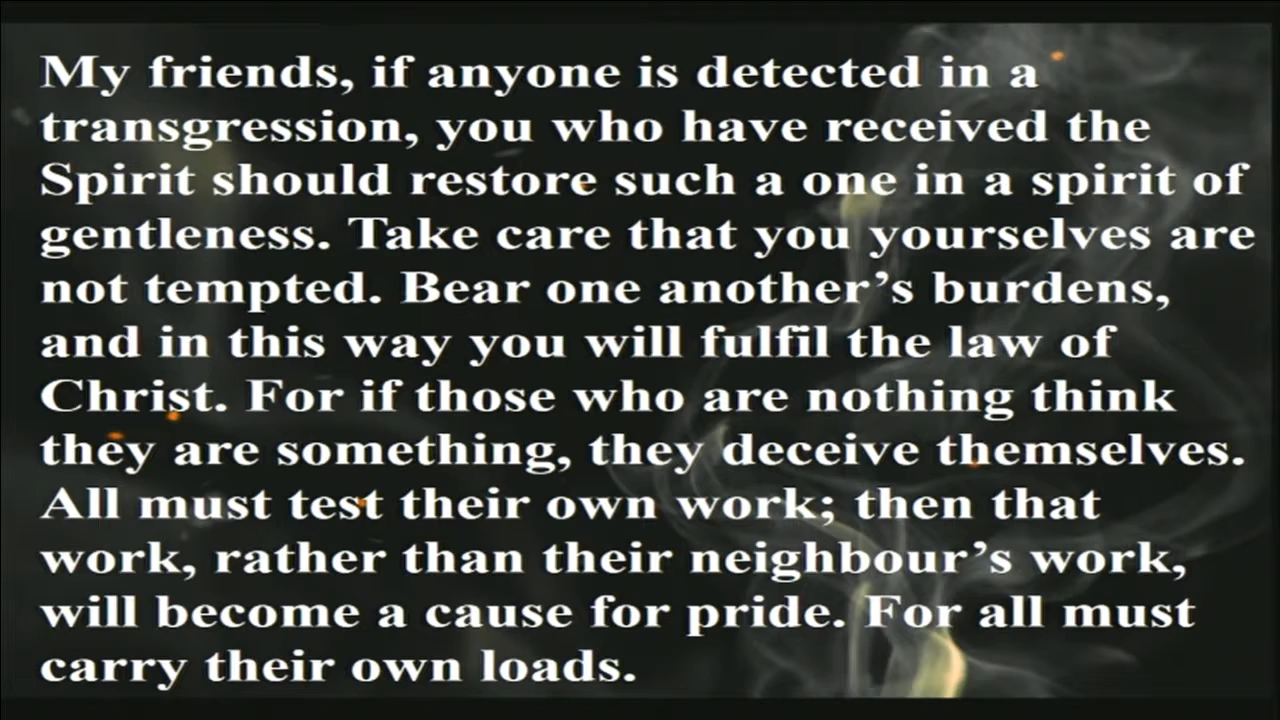 My friends, if anyone is detected in a
transgression, you who have received the
Spirit should restore such a one in a spirit of
gentleness. Take care that you yourselves are
not tempted. Bear one another’s burdens,
and in this way you will fulfil the law of
Christ. For if those who are nothing think
they are something, they deceive themselves.
All must test their own work; then that
work, rather than their neighbour’s work,
will become a cause for pride. For all must
carry their own loads.